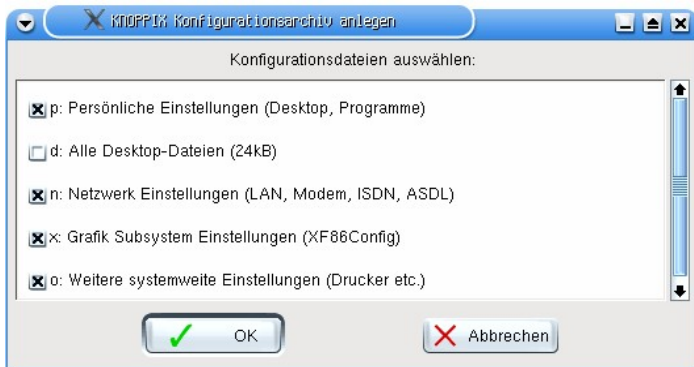 KNOPPIX Konfigurationsarchiv anlegen
Konfigurationsdateien auswählen:
p: Persönliche Einstellungen (Desktop, Programme)
d: Alle Desktop-Dateien (24kB)
n: Netzwerk Einstellungen (LAN, Modem, ISDN, ASDL)
x: Grafik Subsystem Einstellungen (XF86Config)
o: Weitere systemweite Einstellungen (Drucker etc.)
OK
Abbrechen